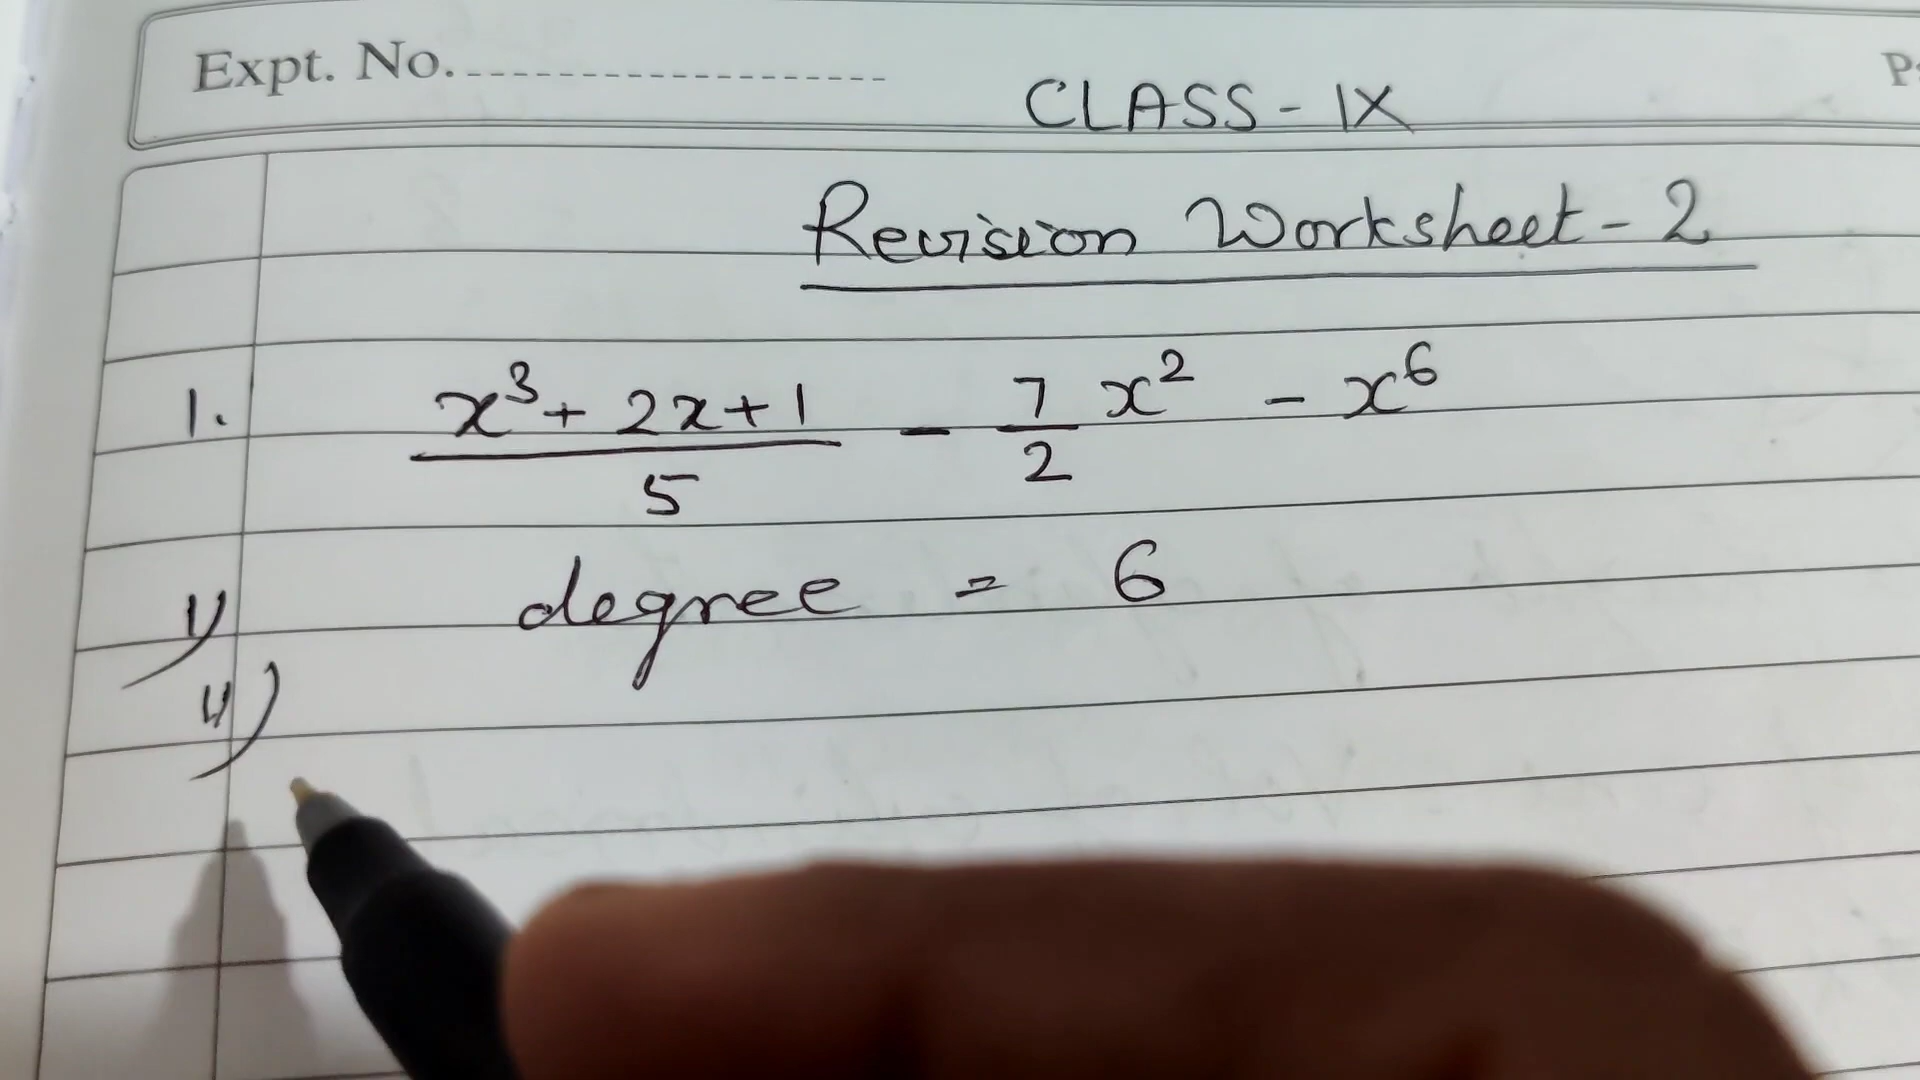 Expt. No.
CLASS - IX
Revision Worksheet - 2
1. x³ + 2x + 1 / 5 - 7/2 x² - x⁶
i) degree = 6
ii)